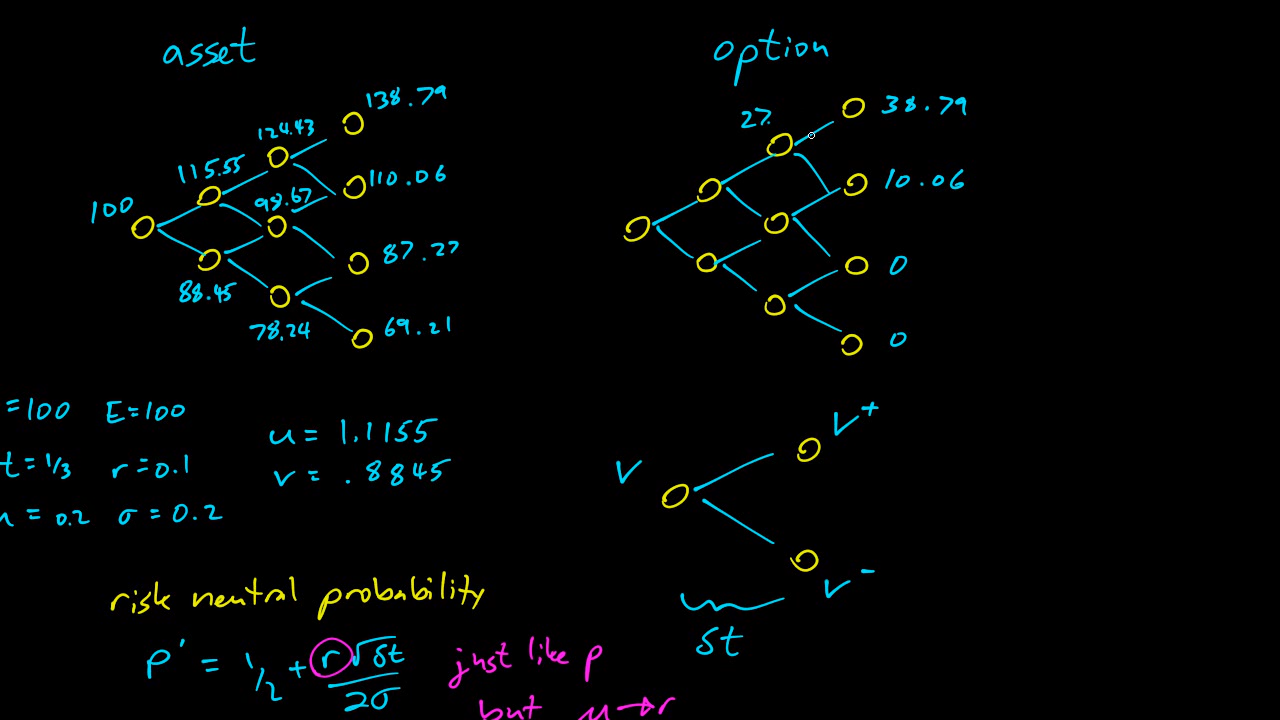 asset
138.79
124.43
115.55
110.06
100
98.67
87.27
88.45
78.24
69.21
option
27.
38.79
10.06
0
0
=100 E=100
t=1/3 r=0.1
= 0.2 σ=0.2
u= 1.1155
v= .8845
V
V+
V-
δt
risk neutral probability
p' = 1/2 + r√δt
2σ
just like p
but μ→r